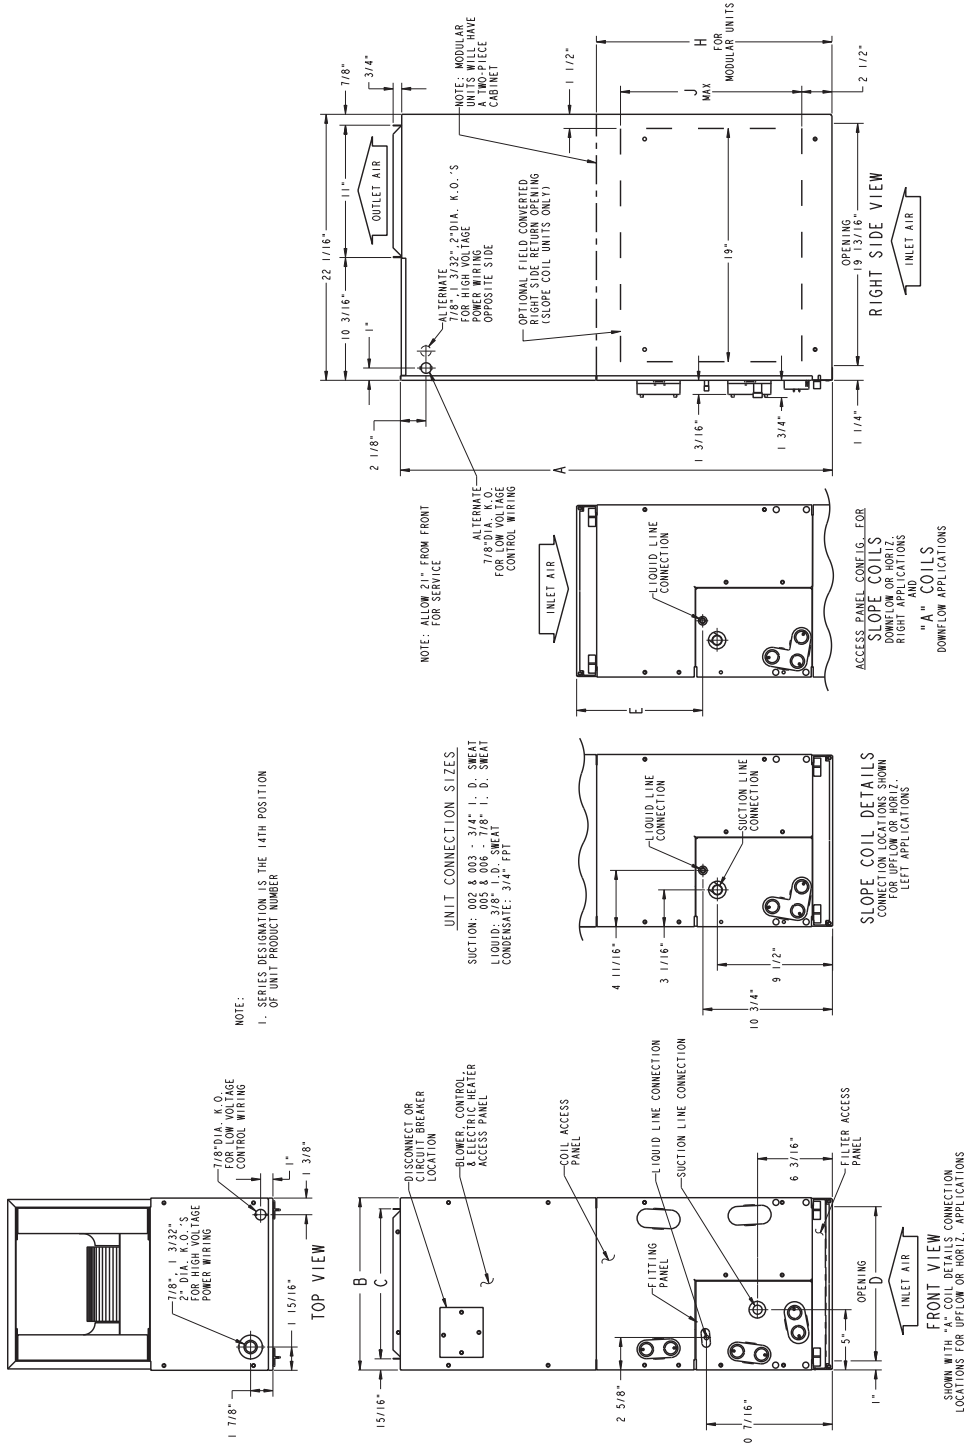 22 1/16"
10 3/16"
11"
7/8"
3/4"
1"
2 1/8"
OUTLET AIR
NOTE: MODULAR
UNITS WILL HAVE
A TWO-PIECE
CABINET
ALTERNATE
7/8", 1 3/32", 2"DIA. K.O.'S
FOR HIGH VOLTAGE
POWER WIRING
OPPOSITE SIDE
OPTIONAL FIELD CONVERTED
RIGHT SIDE RETURN OPENING
(SLOPE COIL UNITS ONLY)
1 1/2"
H
FOR
MODULAR UNITS
J
MAX
2 1/2"
19"
A
1 3/16"
1 3/4"
1 1/4"
OPENING
19 13/16"
RIGHT SIDE VIEW
INLET AIR
ALTERNATE
7/8"DIA. K.O.
FOR LOW VOLTAGE
CONTROL WIRING
NOTE: ALLOW 21" FROM FRONT
FOR SERVICE
INLET AIR
LIQUID LINE
CONNECTION
E
ACCESS PANEL CONFIG. FOR
SLOPE COILS
DOWNFLOW OR HORIZ.
RIGHT APPLICATIONS
AND
"A" COILS
DOWNFLOW APPLICATIONS
NOTE:
1. SERIES DESIGNATION IS THE 14TH POSITION
OF UNIT PRODUCT NUMBER
UNIT CONNECTION SIZES
SUCTION: 002 & 003 - 3/4" I. D. SWEAT
005 & 006 - 7/8" I. D. SWEAT
LIQUID: 3/8" I.D. SWEAT
CONDENSATE: 3/4" FPT
LIQUID LINE
CONNECTION
SUCTION LINE
CONNECTION
4 11/16"
3 1/16"
9 1/2"
10 3/4"
SLOPE COIL DETAILS
CONNECTION LOCATIONS SHOWN
FOR UPFLOW OR HORIZ.
LEFT APPLICATIONS
7/8"DIA. K.O.
FOR LOW VOLTAGE
CONTROL WIRING
7/8", 1 3/32"
2" DIA. K.O.'S
FOR HIGH VOLTAGE
POWER WIRING
1"
1 3/8"
1 15/16"
1 7/8"
TOP VIEW
B
C
15/16"
DISCONNECT OR
CIRCUIT BREAKER
LOCATION
BLOWER, CONTROL,
& ELECTRIC HEATER
ACCESS PANEL
COIL ACCESS
PANEL
LIQUID LINE CONNECTION
SUCTION LINE CONNECTION
FITTING
PANEL
2 5/8"
0 7/16"
6 3/16"
FILTER ACCESS
PANEL
5"
1"
OPENING
D
INLET AIR
FRONT VIEW
SHOWN WITH "A" COIL DETAILS CONNECTION
LOCATIONS FOR UPFLOW OR HORIZ. APPLICATIONS